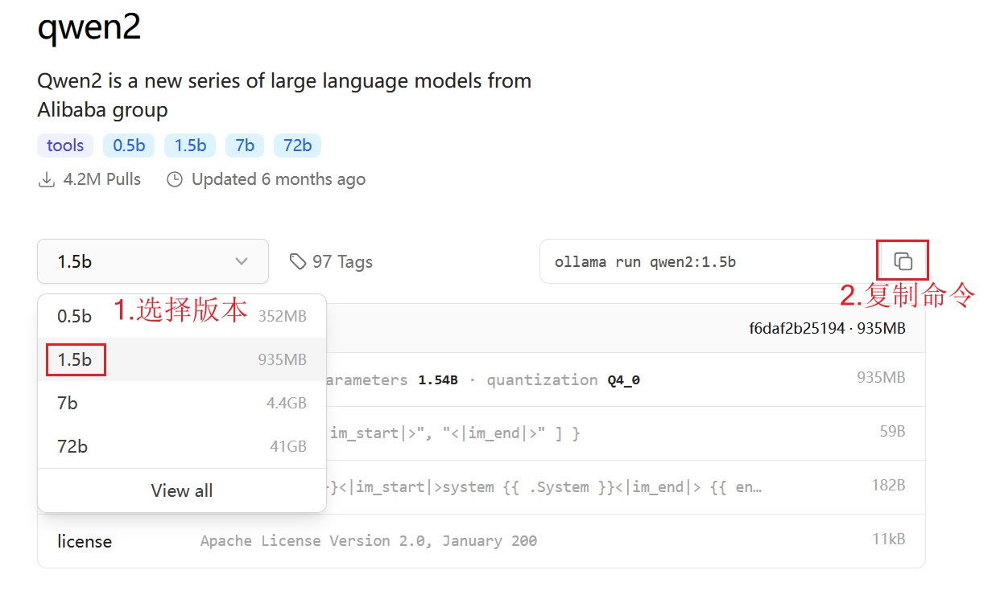 qwen2
Qwen2 is a new series of large language models from
Alibaba group
tools 0.5b 1.5b 7b 72b
4.2M Pulls Updated 6 months ago
1.5b 97 Tags ollama run qwen2:1.5b
2.复制命令
0.5b 1.选择版本 352MB
f6daf2b25194 · 935MB
1.5b 935MB
arameters 1.54B · quantization Q4_0 935MB
7b 4.4GB
im_start|>", "<|im_end|>" ] } 59B
72b 41GB
}<|im_start|>system {{ .System }}<|im_end|> {{ en… 182B
View all
license Apache License Version 2.0, January 200 11kB